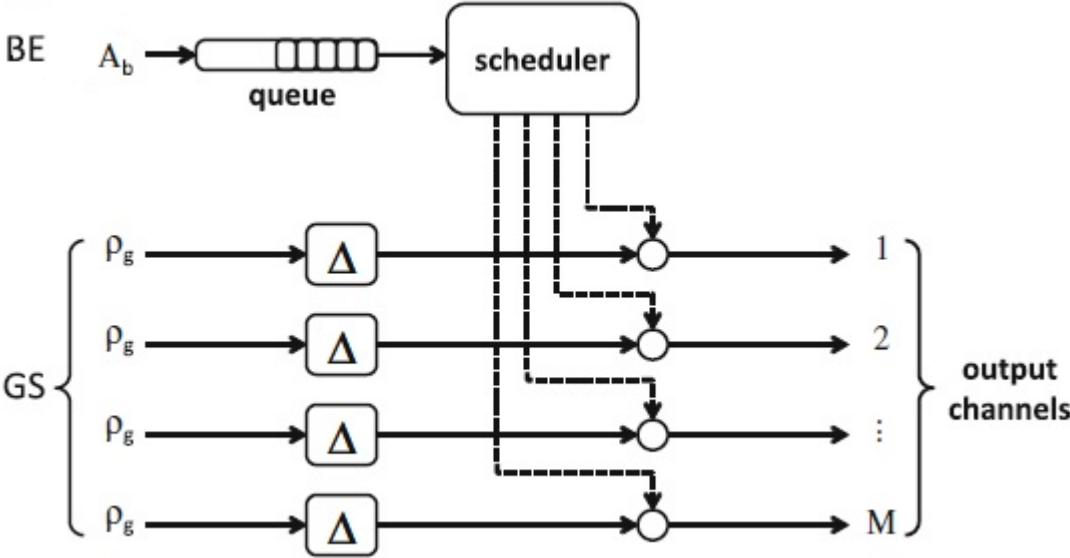 BE
A_b
queue
scheduler
GS
ρ_g
Δ
1
ρ_g
Δ
2
ρ_g
Δ
⋮
ρ_g
Δ
M
output
channels